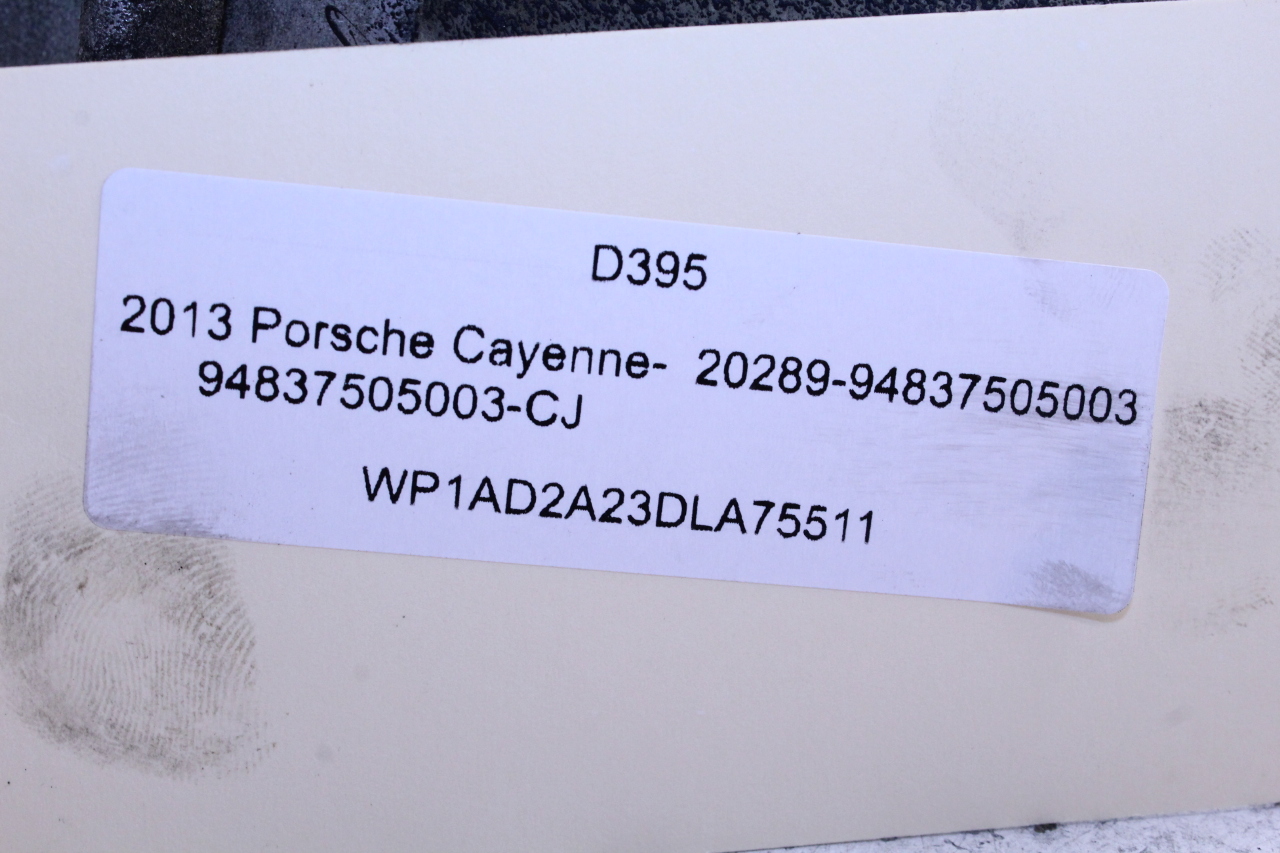 D395
2013 Porsche Cayenne- 20289-94837505003
94837505003-CJ
WP1AD2A23DLA75511